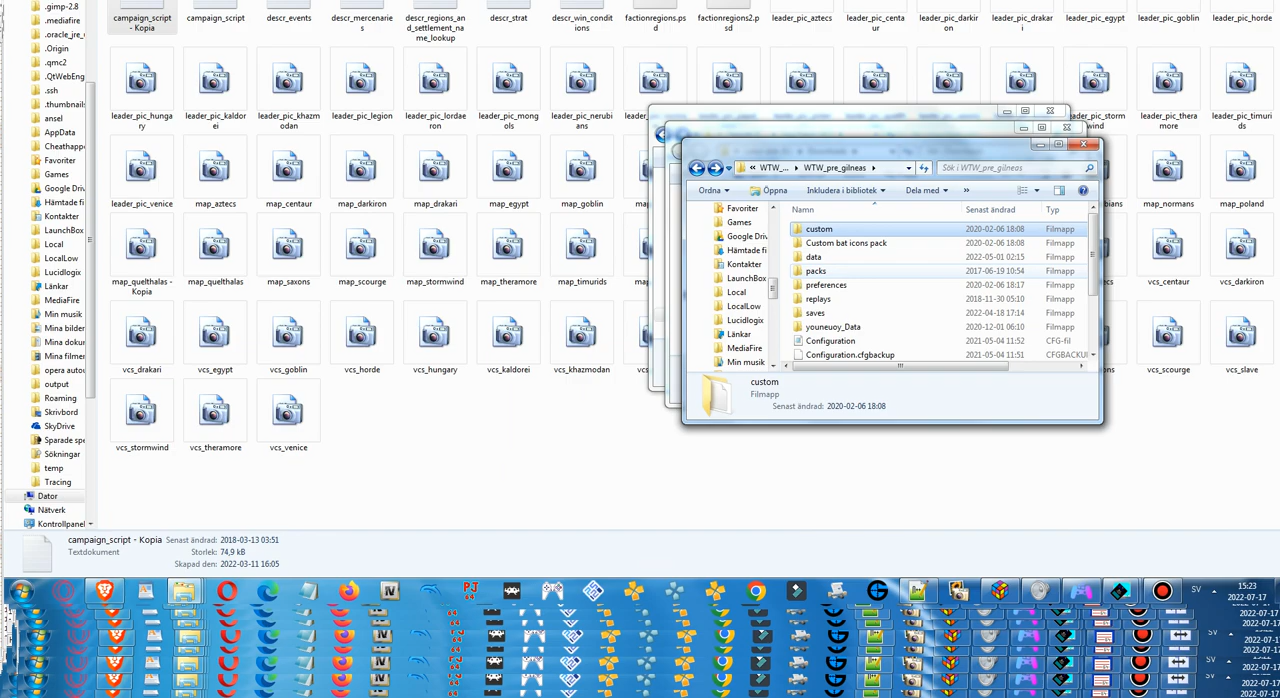 .gimp-2.8
.mediafire
.oracle_jre_u
.Origin
.qmc2
.QtWebEng
.ssh
.thumbnails
ansel
AppData
Cheathappe
Favoriter
Games
Google Driv
Hämtade fi
Kontakter
LaunchBox
Local
LocalLow
Lucidlogix
Länkar
MediaFire
Min musik
Mina bilder
Mina dokur
Mina filmer
opera autou
output
Roaming
Skrivbord
SkyDrive
Sparade spe
Sökningar
temp
Tracing
Dator
Nätverk
Kontrollpanel
campaign_script - Kopia
campaign_script
descr_events
descr_mercenaries
descr_regions_and_settlement_name_lookup
descr_strat
descr_win_conditions
factionregions.psd
factionregions2.psd
leader_pic_aztecs
leader_pic_centaur
leader_pic_darkiron
leader_pic_drakari
leader_pic_egypt
leader_pic_goblin
leader_pic_horde
leader_pic_hungary
leader_pic_kaldorei
leader_pic_khazmodan
leader_pic_legion
leader_pic_lordaeron
leader_pic_mongols
leader_pic_nerubians
leader_pic_storm
wind
leader_pic_theramore
leader_pic_timurids
leader_pic_venice
map_aztecs
map_centaur
map_darkiron
map_drakari
map_egypt
map_goblin
map_normans
map_poland
map_quelthalas - Kopia
map_quelthalas
map_saxons
map_scourge
map_stormwind
map_theramore
map_timurids
vcs_centaur
vcs_darkiron
vcs_drakari
vcs_egypt
vcs_goblin
vcs_horde
vcs_hungary
vcs_kaldorei
vcs_khazmodan
vcs_scourge
vcs_slave
vcs_stormwind
vcs_theramore
vcs_venice
« WTW_... ▸ WTW_pre_gilneas ▸
Sök i WTW_pre_gilneas
Ordna
Öppna
Inkludera i bibliotek
Dela med
»
Favoriter
Games
Google Driv
Hämtade fi
Kontakter
LaunchBox
Local
LocalLow
Lucidlogix
Länkar
MediaFire
Min musik
Namn Senast ändrad Typ
custom 2020-02-06 18:08 Filmapp
Custom bat icons pack 2020-02-06 18:08 Filmapp
data 2022-05-01 02:15 Filmapp
packs 2017-06-19 10:54 Filmapp
preferences 2020-02-06 18:17 Filmapp
replays 2018-11-30 05:10 Filmapp
saves 2022-04-18 17:14 Filmapp
youneuoy_Data 2020-12-01 06:10 Filmapp
Configuration 2021-05-04 11:52 CFG-fil
Configuration.cfgbackup 2021-05-04 11:51 CFGBACKU
custom
Filmapp
Senast ändrad: 2020-02-06 18:08
campaign_script - Kopia Senast ändrad: 2018-03-13 03:51
Textdokument Storlek: 74,9 kB
Skapad den: 2022-03-11 16:05
SV
15:23
2022-07-17